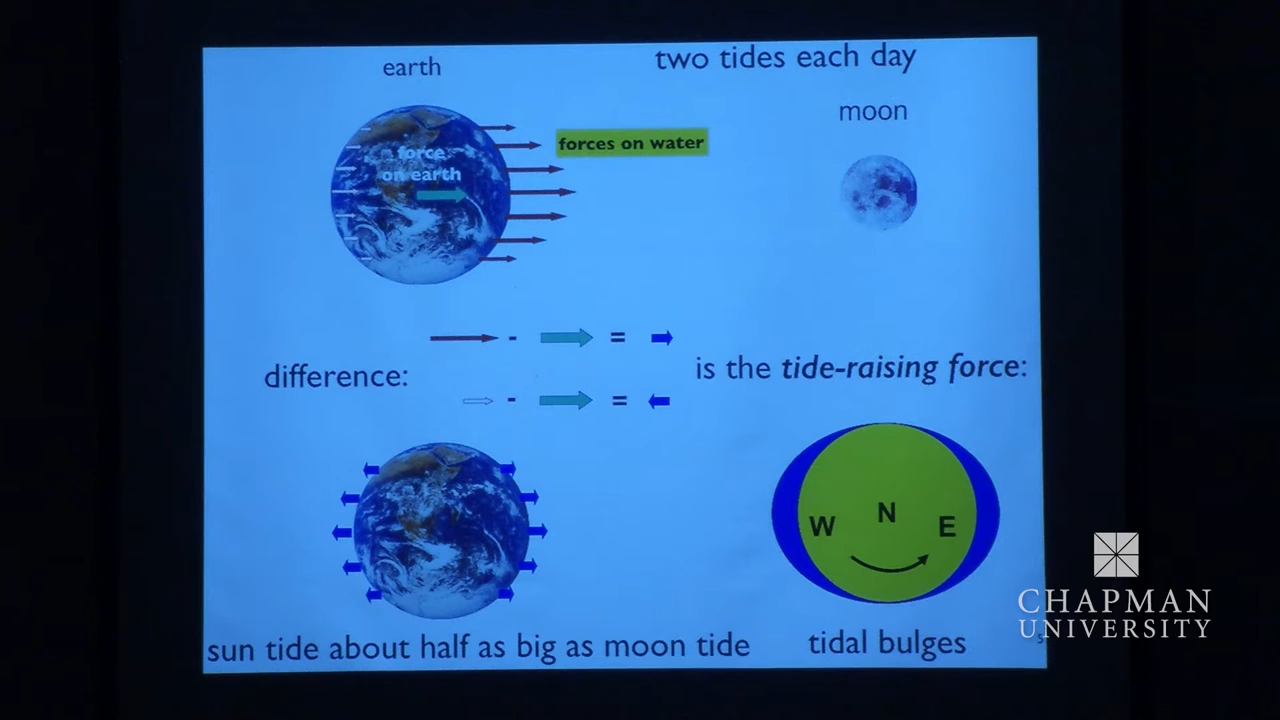 two tides each day
earth
moon
forces on water
force
on earth
- =
difference:
is the tide-raising force:
- =
W N E
sun tide about half as big as moon tide
tidal bulges
CHAPMAN
UNIVERSITY